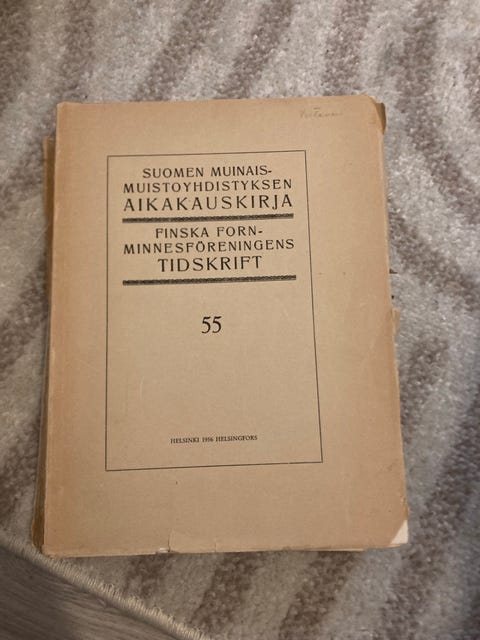 SUOMEN MUINAIS-
MUISTOYHDISTYKSEN
AIKAKAUSKIRJA
FINSKA FORN-
MINNESFÖRENINGENS
TIDSKRIFT
55
HELSINKI 1956 HELSINGFORS